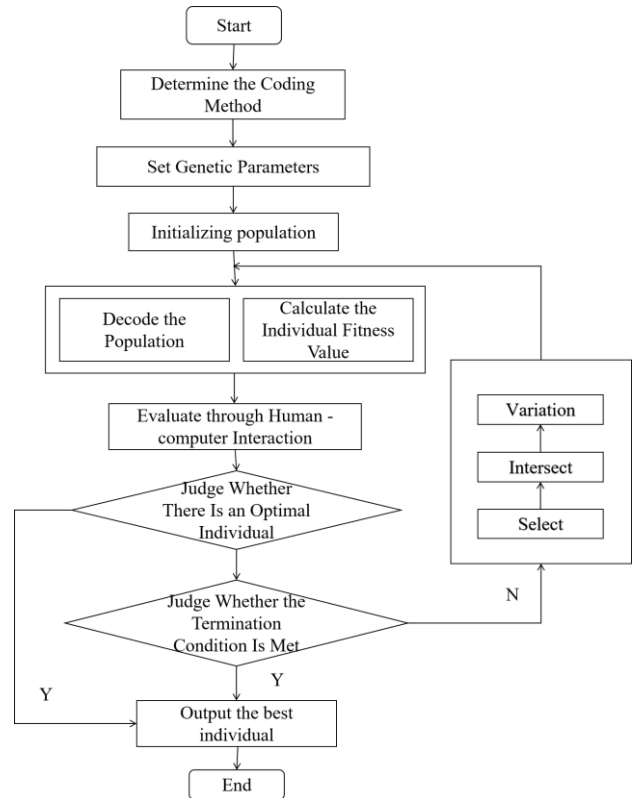 Start
Determine the Coding
Method
Set Genetic Parameters
Initializing population
Decode the
Population
Calculate the
Individual Fitness
Value
Evaluate through Human -
computer Interaction
Judge Whether
There Is an Optimal
Individual
Judge Whether the
Termination
Condition Is Met
Variation
Intersect
Select
N
Y
Y
Output the best
individual
End